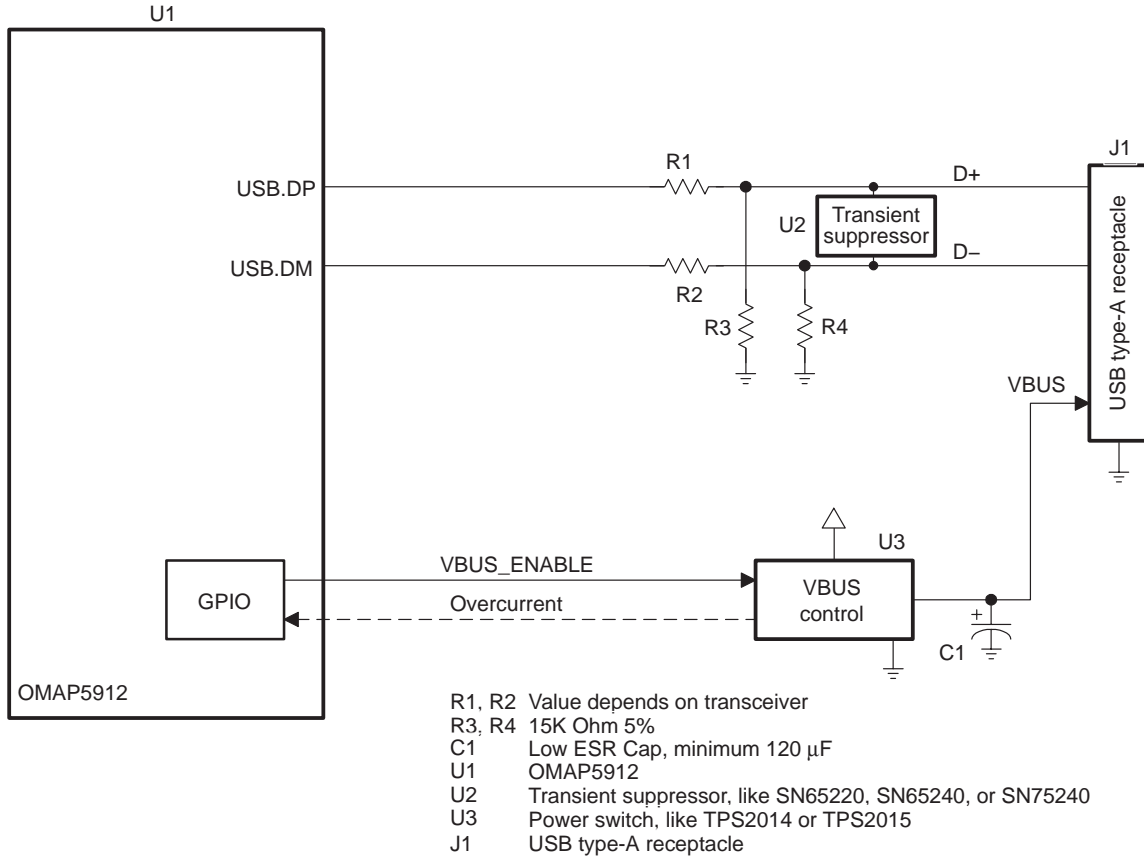 U1
J1
R1
D+
USB.DP
U2
Transient
suppressor
USB.DM
D–
R2
R3
R4
USB type-A receptacle
VBUS
U3
VBUS_ENABLE
GPIO
VBUS
control
Overcurrent
+
C1
OMAP5912
R1, R2 Value depends on transceiver
R3, R4 15K Ohm 5%
C1 Low ESR Cap, minimum 120 μF
U1 OMAP5912
U2 Transient suppressor, like SN65220, SN65240, or SN75240
U3 Power switch, like TPS2014 or TPS2015
J1 USB type-A receptacle